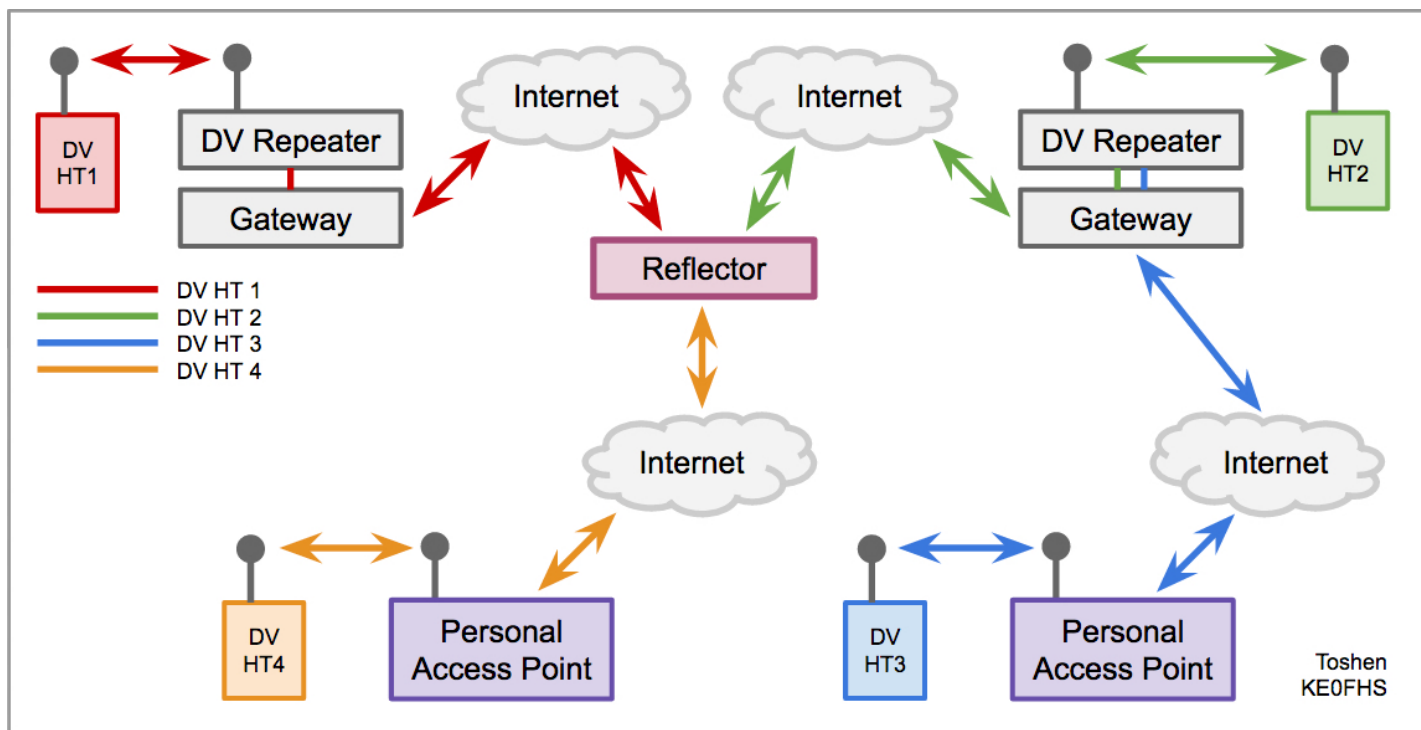 Internet
Internet
DV
HT1
DV Repeater
Gateway
DV Repeater
Gateway
DV
HT2
Reflector
DV HT 1
DV HT 2
DV HT 3
DV HT 4
Internet
Internet
DV
HT4
Personal
Access Point
DV
HT3
Personal
Access Point
Toshen
KE0FHS